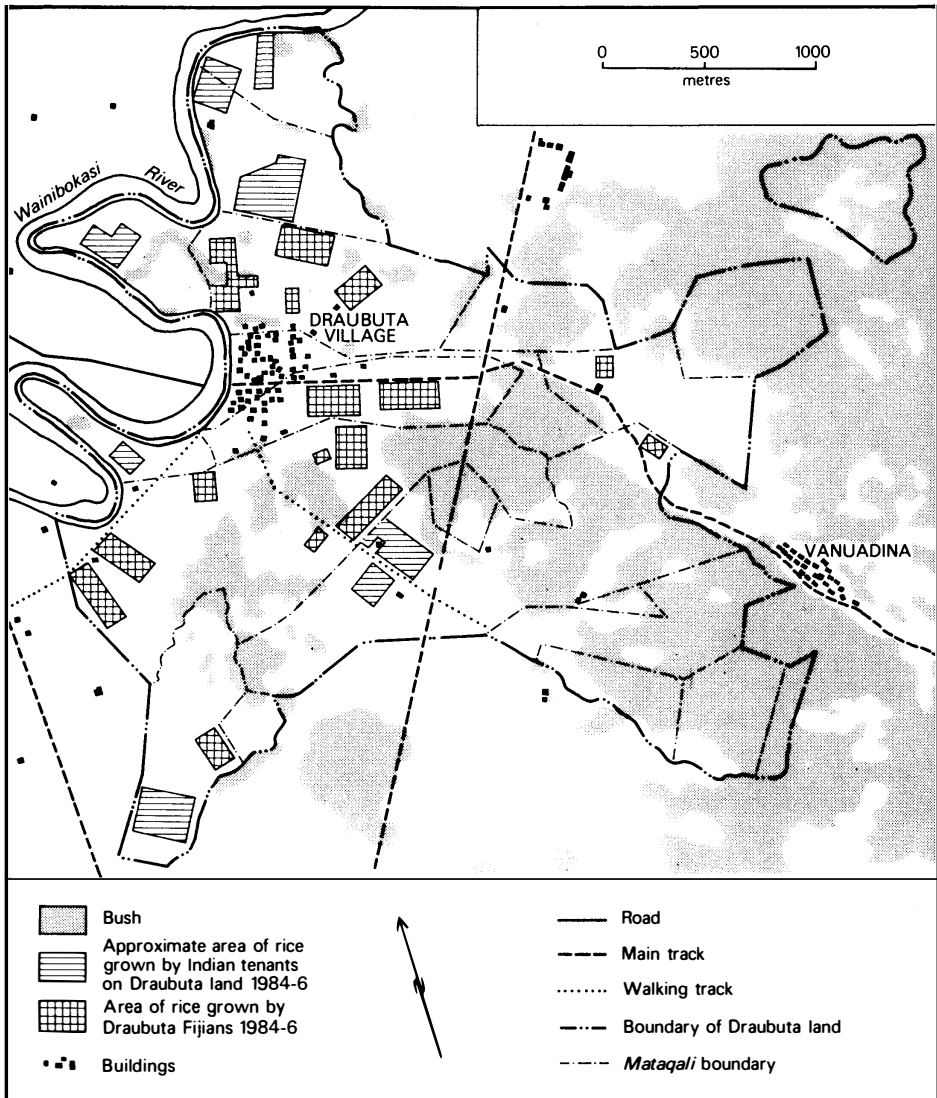 0 500 1000
metres
Wainibokasi River
DRAUBUTA
VILLAGE
VANUADINA
Bush
Approximate area of rice
grown by Indian tenants
on Draubuta land 1984-6
Area of rice grown by
Draubuta Fijians 1984-6
Buildings
Road
Main track
Walking track
Boundary of Draubuta land
Mataqali boundary